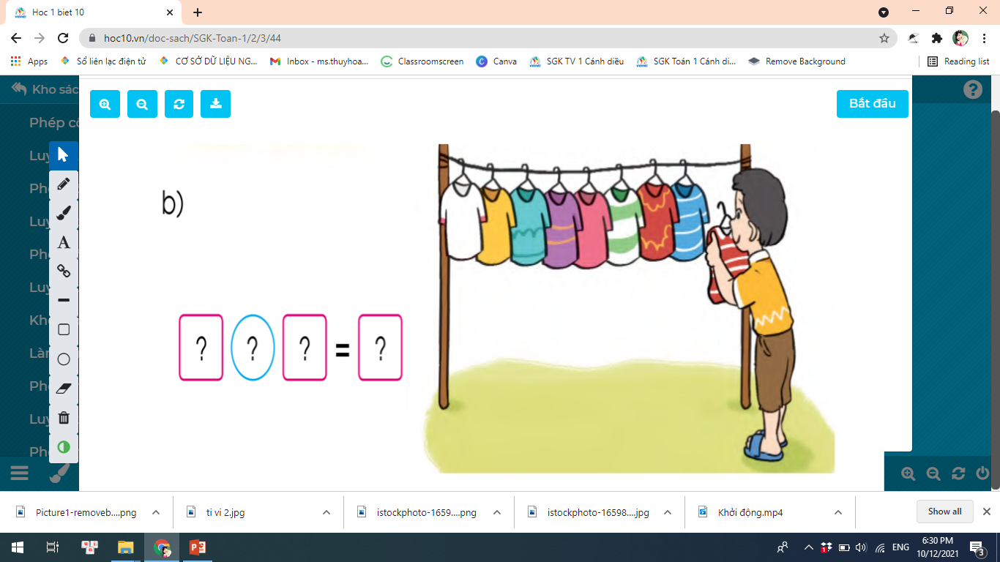 Hoc 1 biet 10
hoc10.vn/doc-sach/SGK-Toan-1/2/3/44
Apps
Sổ liên lạc điện tử
CƠ SỞ DỮ LIỆU NG...
Inbox - ms.thuyhoa...
Classroomscreen
Canva
SGK TV 1 Cánh diều
SGK Toán 1 Cánh di...
Remove Background
Reading list
Kho sác
Bắt đầu
?
Phép cộ
Luy
Phé
Luy
Phé
Luy
Khố
Làn
Phé
Luy
Phé
A
b)
? ? ? = ?
Picture1-removeb....png
ti vi 2.jpg
istockphoto-1659....png
istockphoto-16598....jpg
Khởi động.mp4
Show all
ENG
6:30 PM
10/12/2021
3